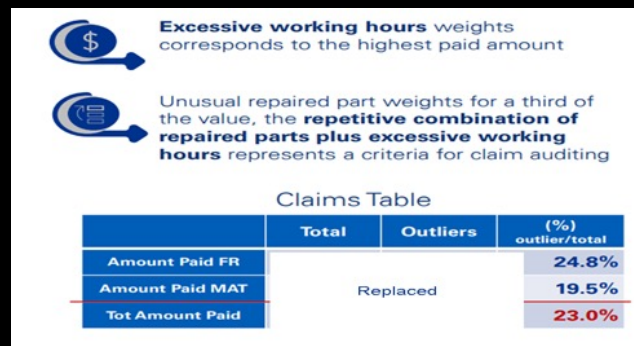 $
Excessive working hours weights
corresponds to the highest paid amount
Unusual repaired part weights for a third of
the value, the repetitive combination of
repaired parts plus excessive working
hours represents a criteria for claim auditing
Claims Table
Total Outliers (%) outlier/total
Amount Paid FR 24.8%
Amount Paid MAT Replaced 19.5%
Tot Amount Paid 23.0%